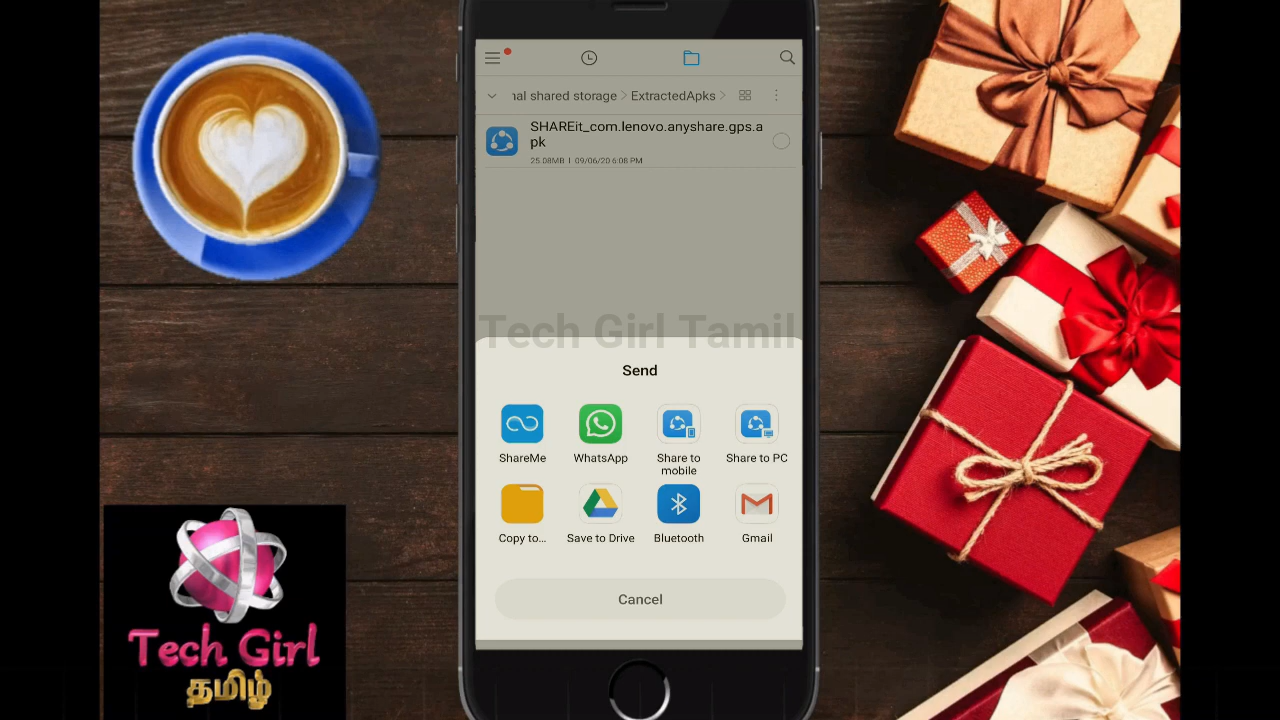 nal shared storage > ExtractedApks >
SHAREit_com.lenovo.anyshare.gps.a
pk
25.08MB | 09/06/20 6:08 PM
Tech Girl Tamil
Send
ShareMe
WhatsApp
Share to
mobile
Share to PC
Copy to...
Save to Drive
Bluetooth
Gmail
Cancel
Tech Girl
தமிழ்